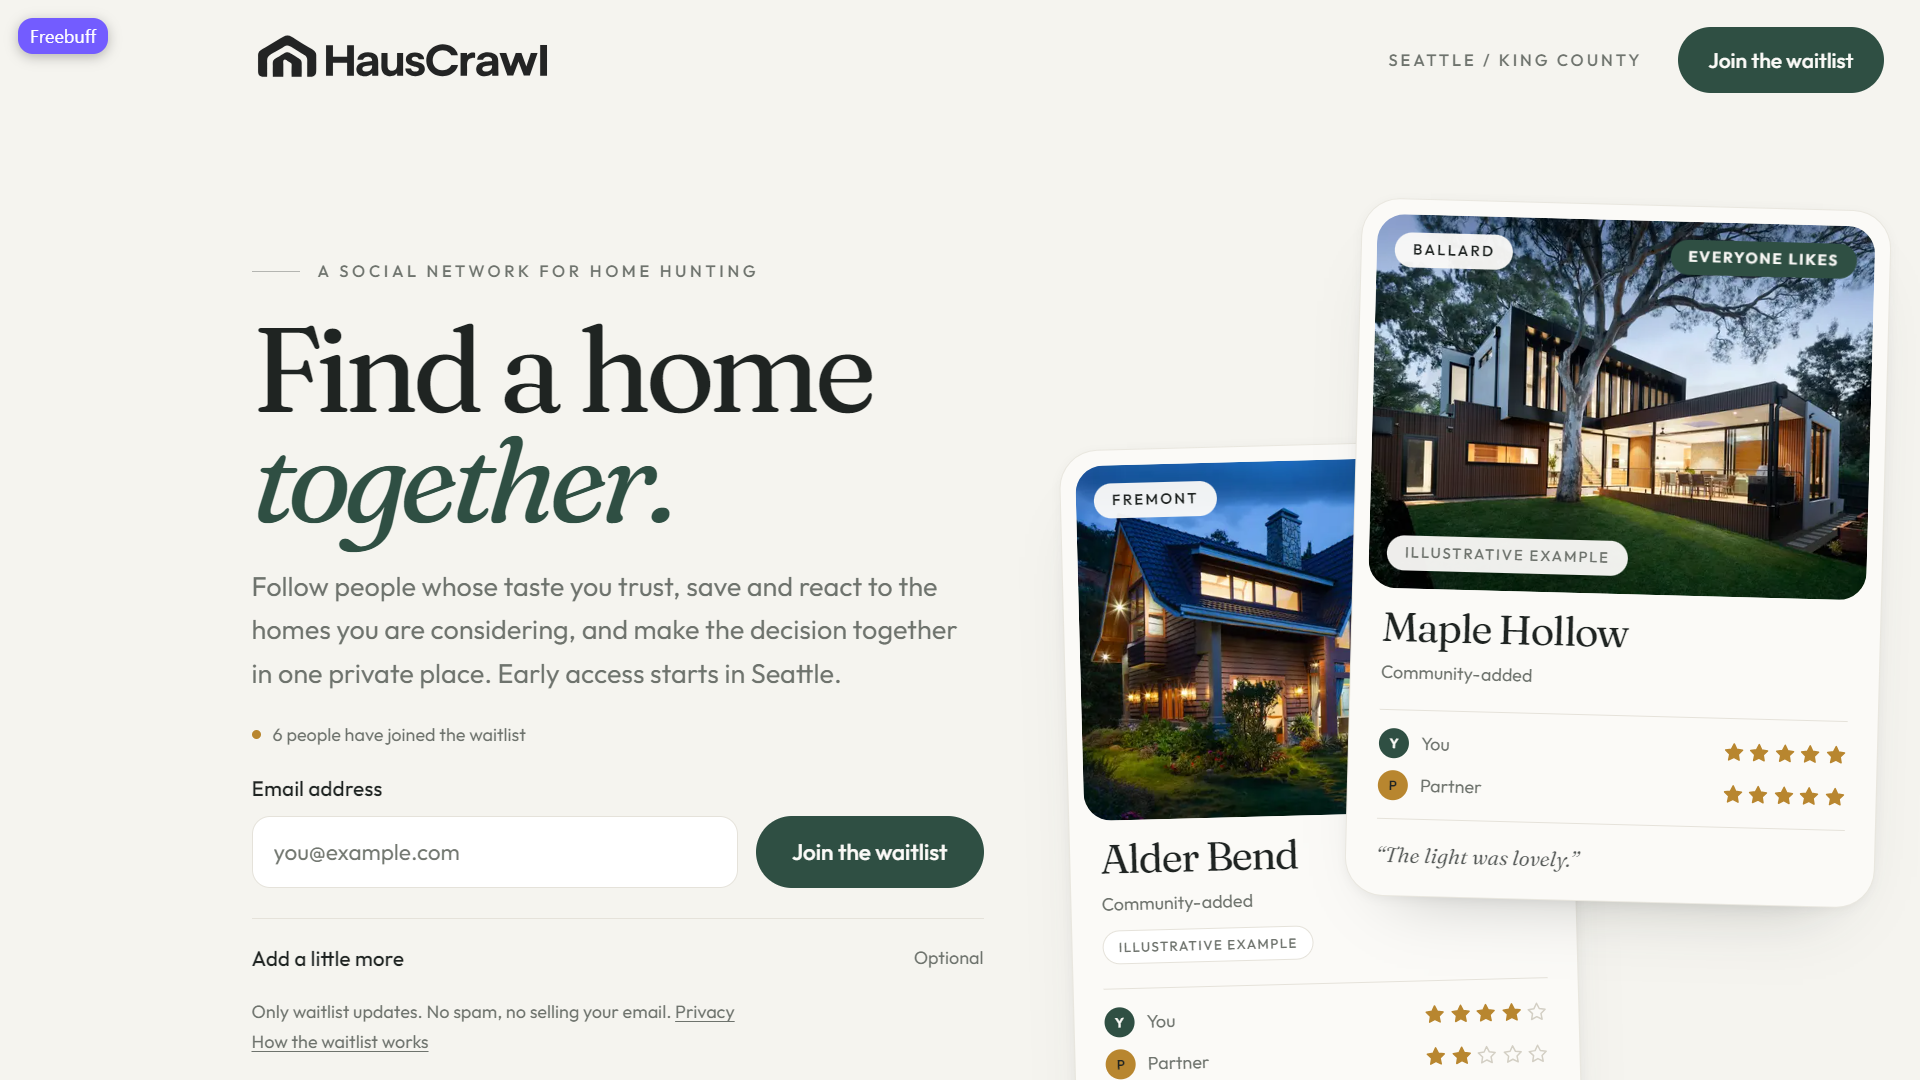 Freebuff
HausCrawl
SEATTLE / KING COUNTY
Join the waitlist
A SOCIAL NETWORK FOR HOME HUNTING
Find a home
together.
Follow people whose taste you trust, save and react to the
homes you are considering, and make the decision together
in one private place. Early access starts in Seattle.
6 people have joined the waitlist
Email address
you@example.com
Join the waitlist
Add a little more
Optional
Only waitlist updates. No spam, no selling your email. Privacy
How the waitlist works
FREMONT
Alder Bend
Community-added
ILLUSTRATIVE EXAMPLE
Y You
P Partner
BALLARD
EVERYONE LIKES
ILLUSTRATIVE EXAMPLE
Maple Hollow
Community-added
Y You
P Partner
“The light was lovely.”